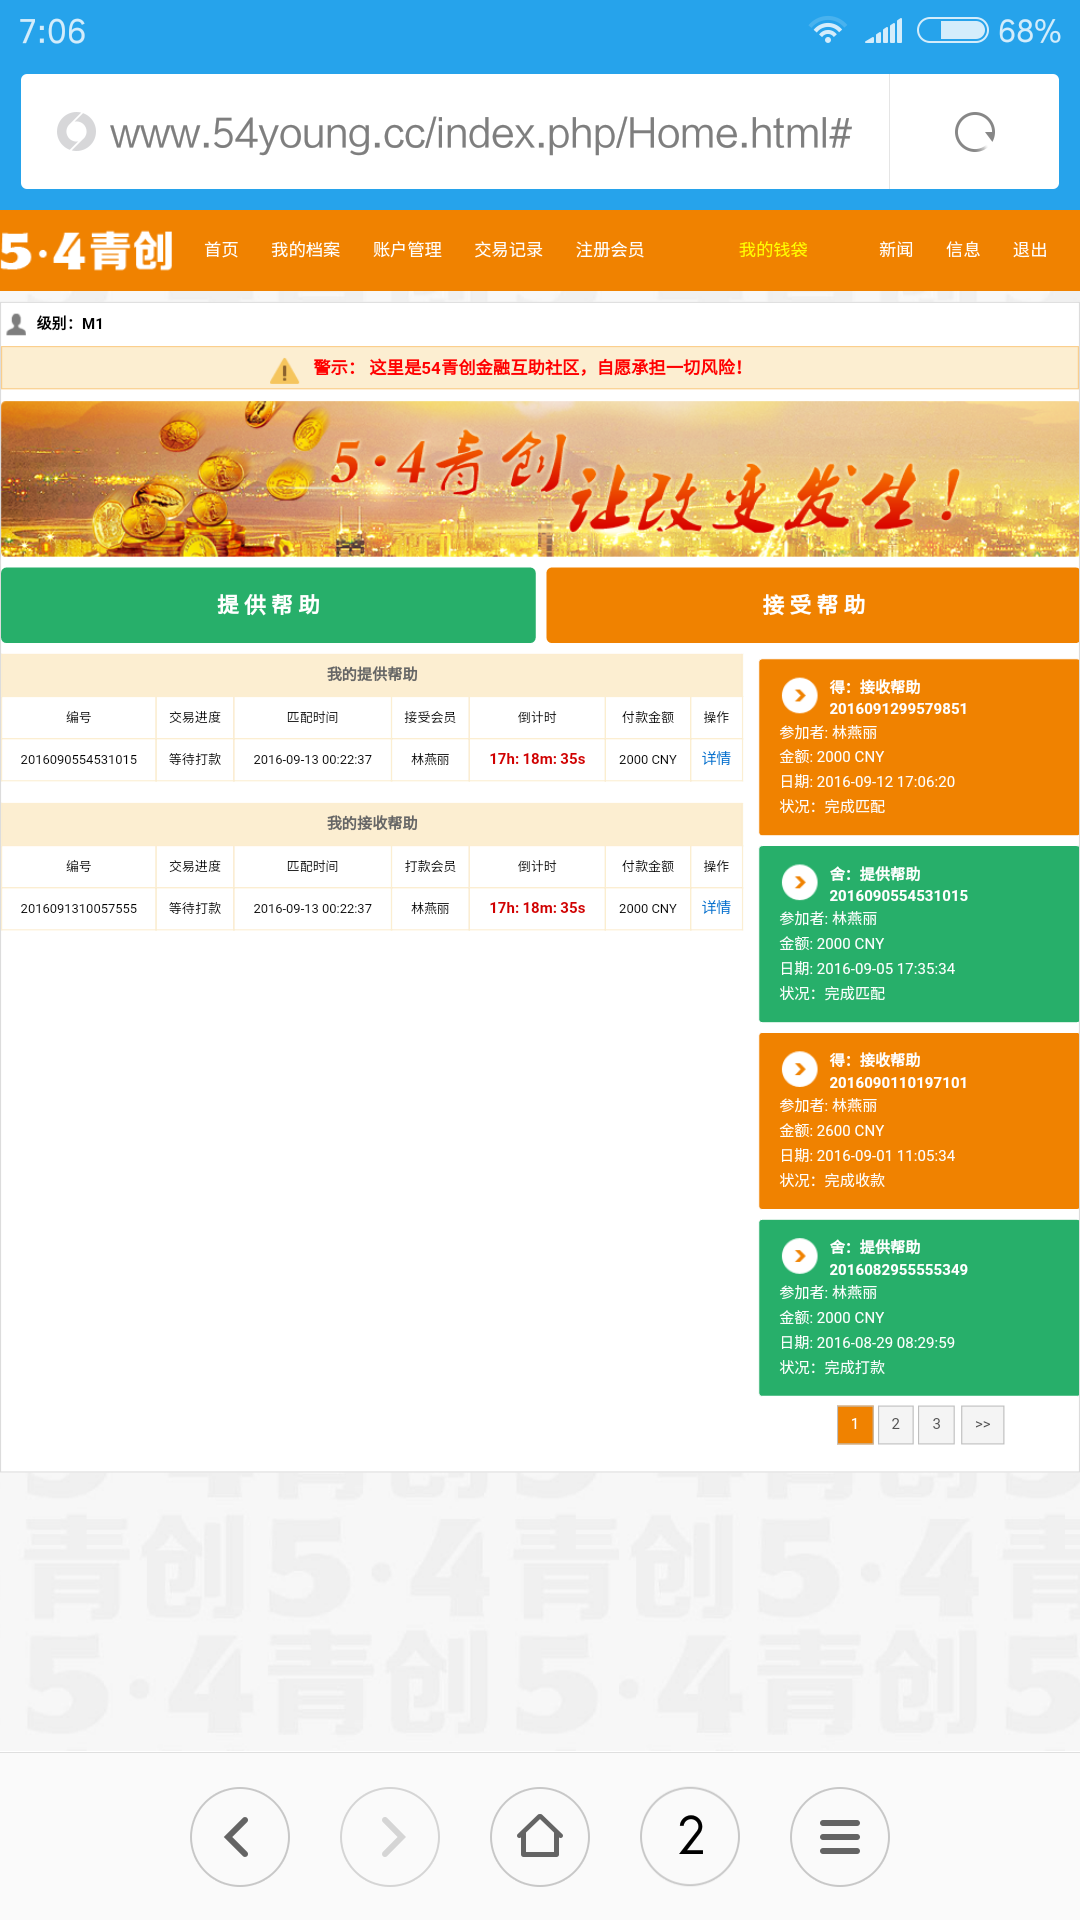 7:06
68%
www.54young.cc/index.php/Home.html#
5·4青创 首页 我的档案 账户管理 交易记录 注册会员 我的钱袋 新闻 信息 退出
级别：M1
警示： 这里是54青创金融互助社区，自愿承担一切风险！
5·4青创
让改变发生！
提供帮助
接受帮助
我的提供帮助
编号 交易进度 匹配时间 接受会员 倒计时 付款金额 操作
2016090554531015 等待打款 2016-09-13 00:22:37 林燕丽 17h: 18m: 35s 2000 CNY 详情
我的接收帮助
编号 交易进度 匹配时间 打款会员 倒计时 付款金额 操作
2016091310057555 等待打款 2016-09-13 00:22:37 林燕丽 17h: 18m: 35s 2000 CNY 详情
得：接收帮助
2016091299579851
参加者: 林燕丽
金额: 2000 CNY
日期: 2016-09-12 17:06:20
状况：完成匹配
舍：提供帮助
2016090554531015
参加者: 林燕丽
金额: 2000 CNY
日期: 2016-09-05 17:35:34
状况：完成匹配
得：接收帮助
2016090110197101
参加者: 林燕丽
金额: 2600 CNY
日期: 2016-09-01 11:05:34
状况：完成收款
舍：提供帮助
2016082955555349
参加者: 林燕丽
金额: 2000 CNY
日期: 2016-08-29 08:29:59
状况：完成打款
1 2 3 >>
青创 5·4 青创 5·4 青
5·4 青创 5·4 青创 5
2